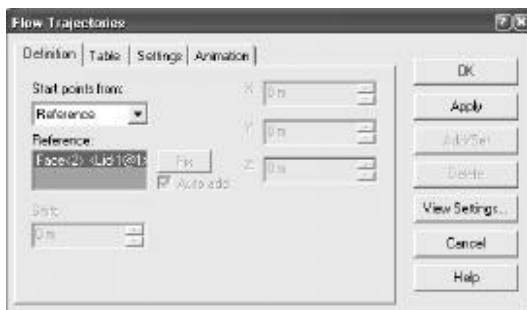 Flow Trajectories
Definition Table Settings Animation
Start points from:
Reference
Reference:
Face<2> <Lid-1@1>
Fix
Auto add
Shift:
0 m
X: 0 m
Y: 0 m
Z: 0 m
OK
Apply
Add/Set
Delete
View Settings...
Cancel
Help